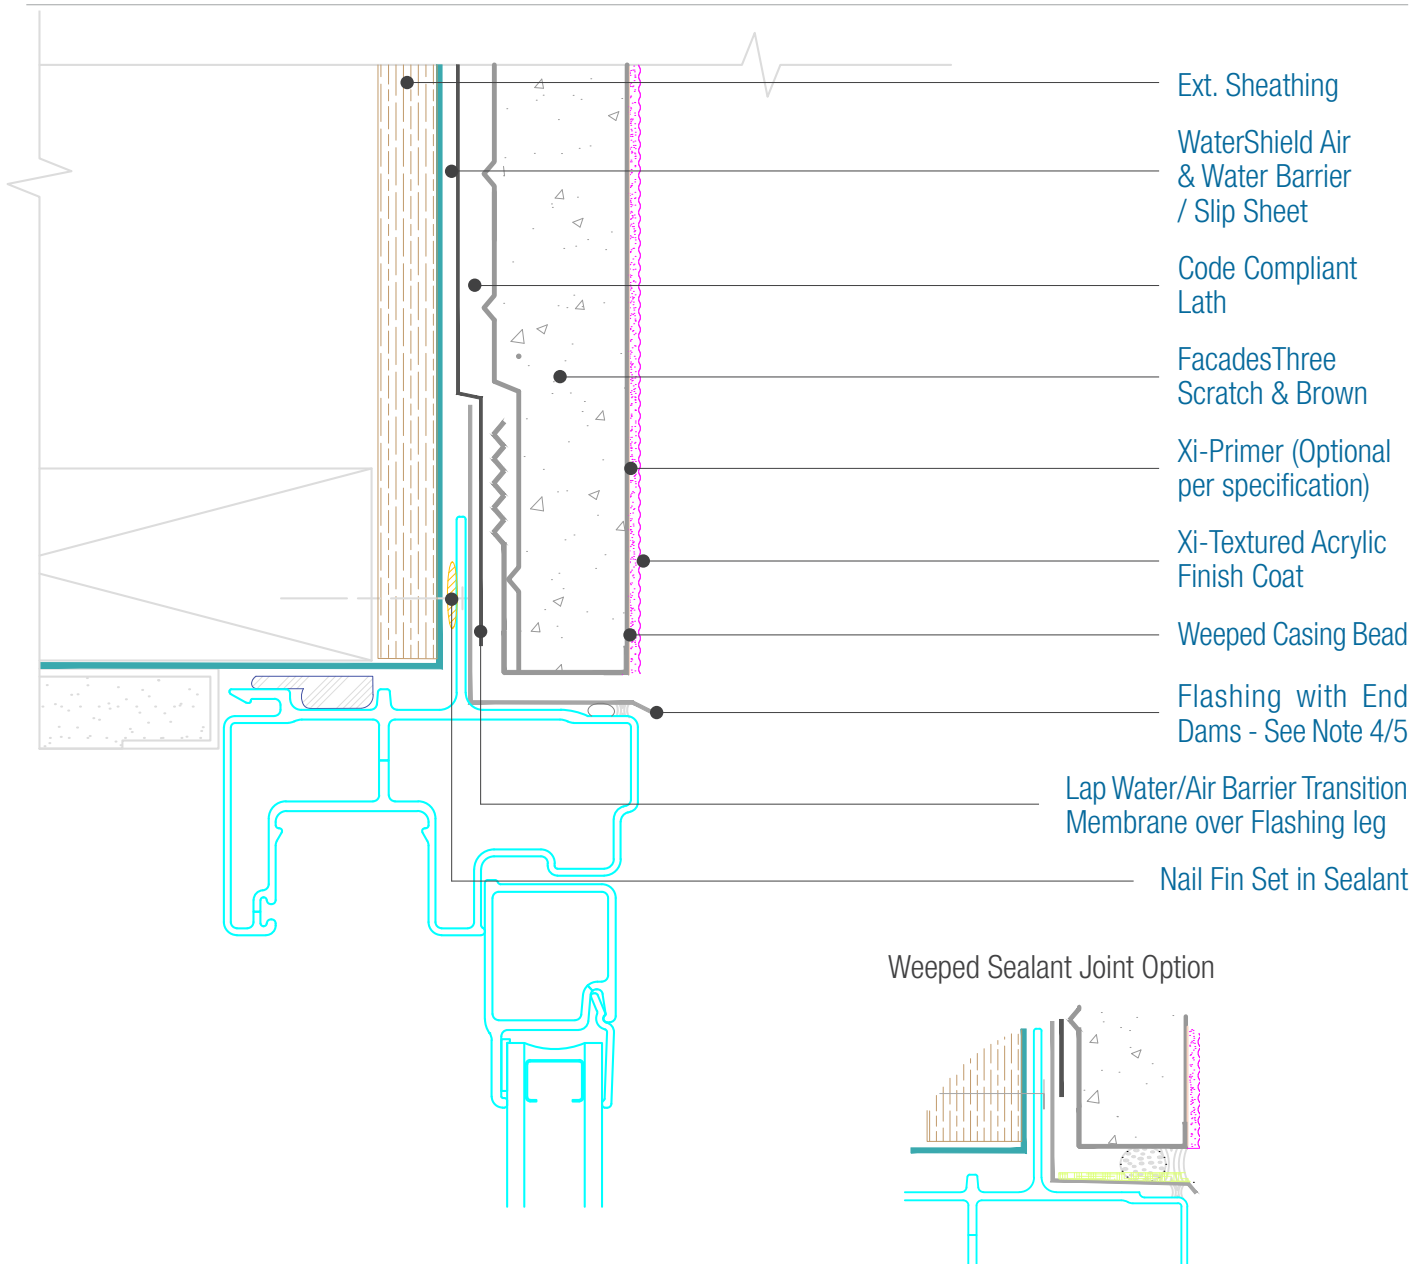 Ext. Sheathing
WaterShield Air
& Water Barrier
/ Slip Sheet
Code Compliant
Lath
FacadesThree
Scratch & Brown
Xi-Primer (Optional
per specification)
Xi-Textured Acrylic
Finish Coat
Weeped Casing Bead
Flashing with End
Dams - See Note 4/5
Lap Water/Air Barrier Transition
Membrane over Flashing leg
Nail Fin Set in Sealant
Weeped Sealant Joint Option